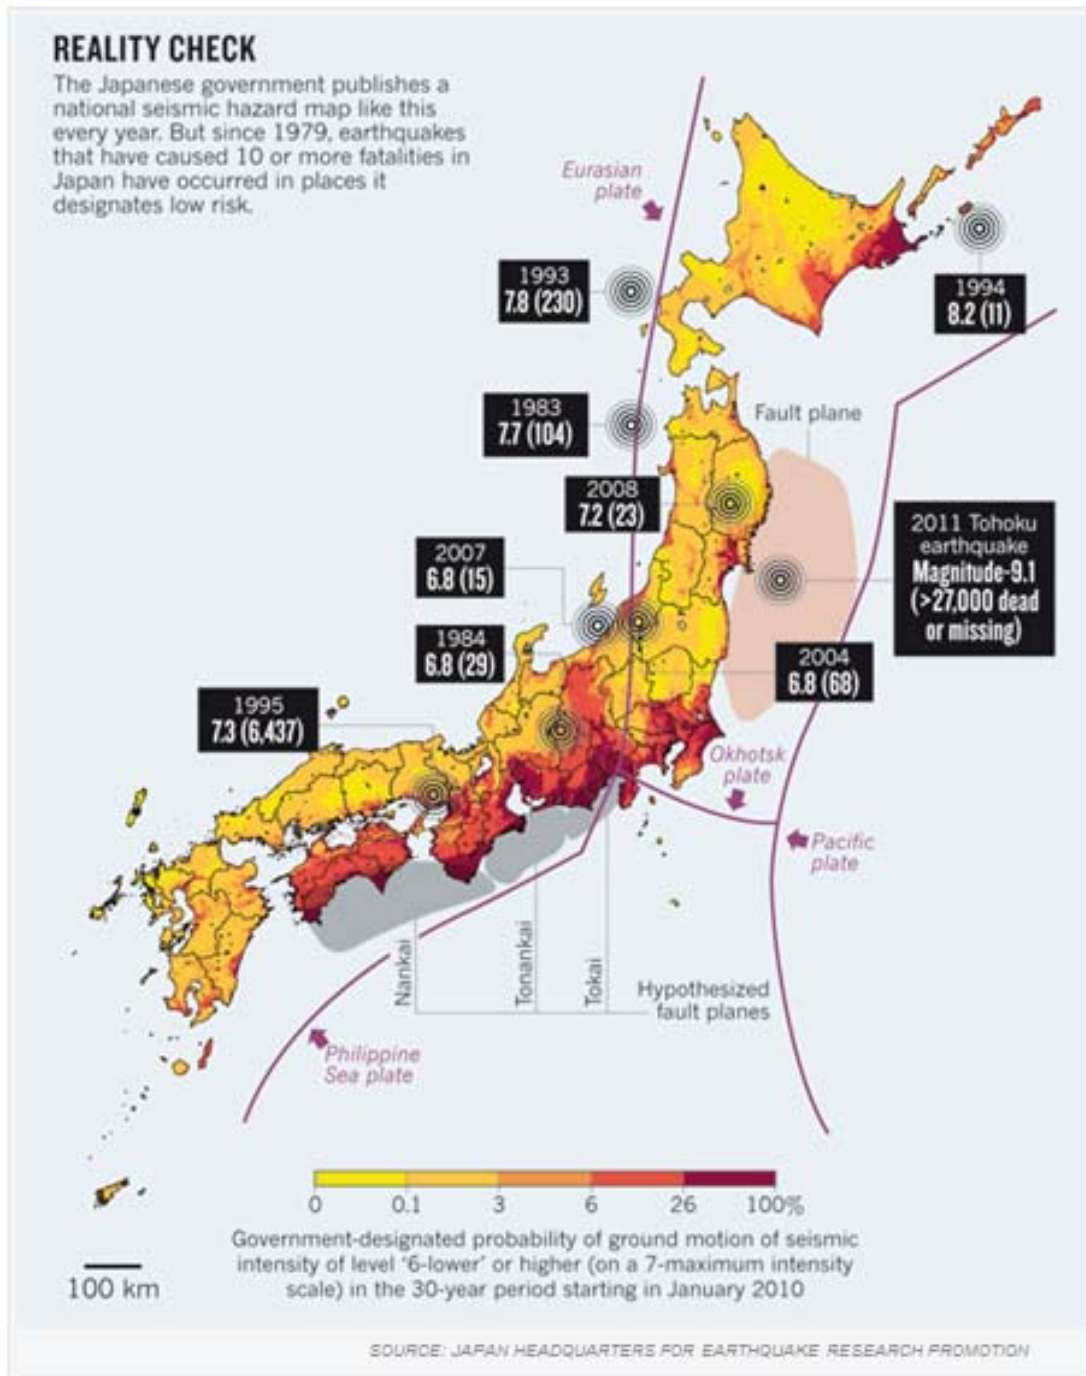 REALITY CHECK
The Japanese government publishes a
national seismic hazard map like this
every year. But since 1979, earthquakes
that have caused 10 or more fatalities in
Japan have occurred in places it
designates low risk.
Eurasian
plate
1993
7.8 (230)
1994
8.2 (11)
1983
7.7 (104)
Fault plane
2008
7.2 (23)
2011 Tohoku
earthquake
Magnitude-9.1
(>27,000 dead
or missing)
2007
6.8 (15)
1984
6.8 (29)
2004
6.8 (68)
1995
7.3 (6,437)
Okhotsk
plate
Pacific
plate
Nankai
Tonankai
Tokai
Hypothesized
fault planes
Philippine
Sea plate
0 0.1 3 6 26 100%
Government-designated probability of ground motion of seismic
intensity of level ‘6-lower’ or higher (on a 7-maximum intensity
scale) in the 30-year period starting in January 2010
100 km
SOURCE: JAPAN HEADQUARTERS FOR EARTHQUAKE RESEARCH PROMOTION